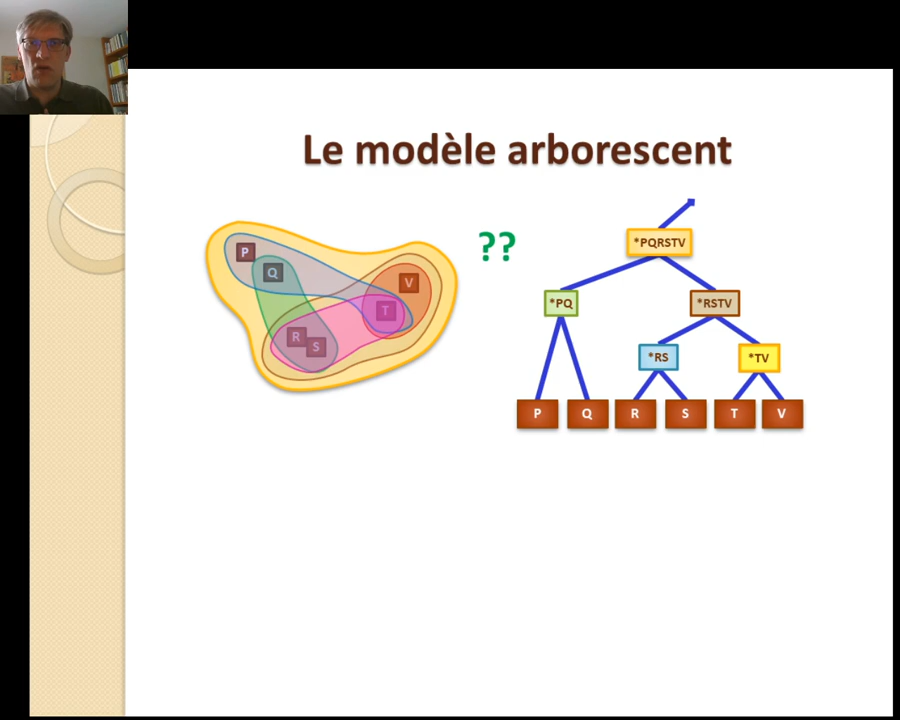 Le modèle arborescent
P
Q
V
T
R
S
??
*PQRSTV
*PQ
*RSTV
*RS
*TV
P Q R S T V